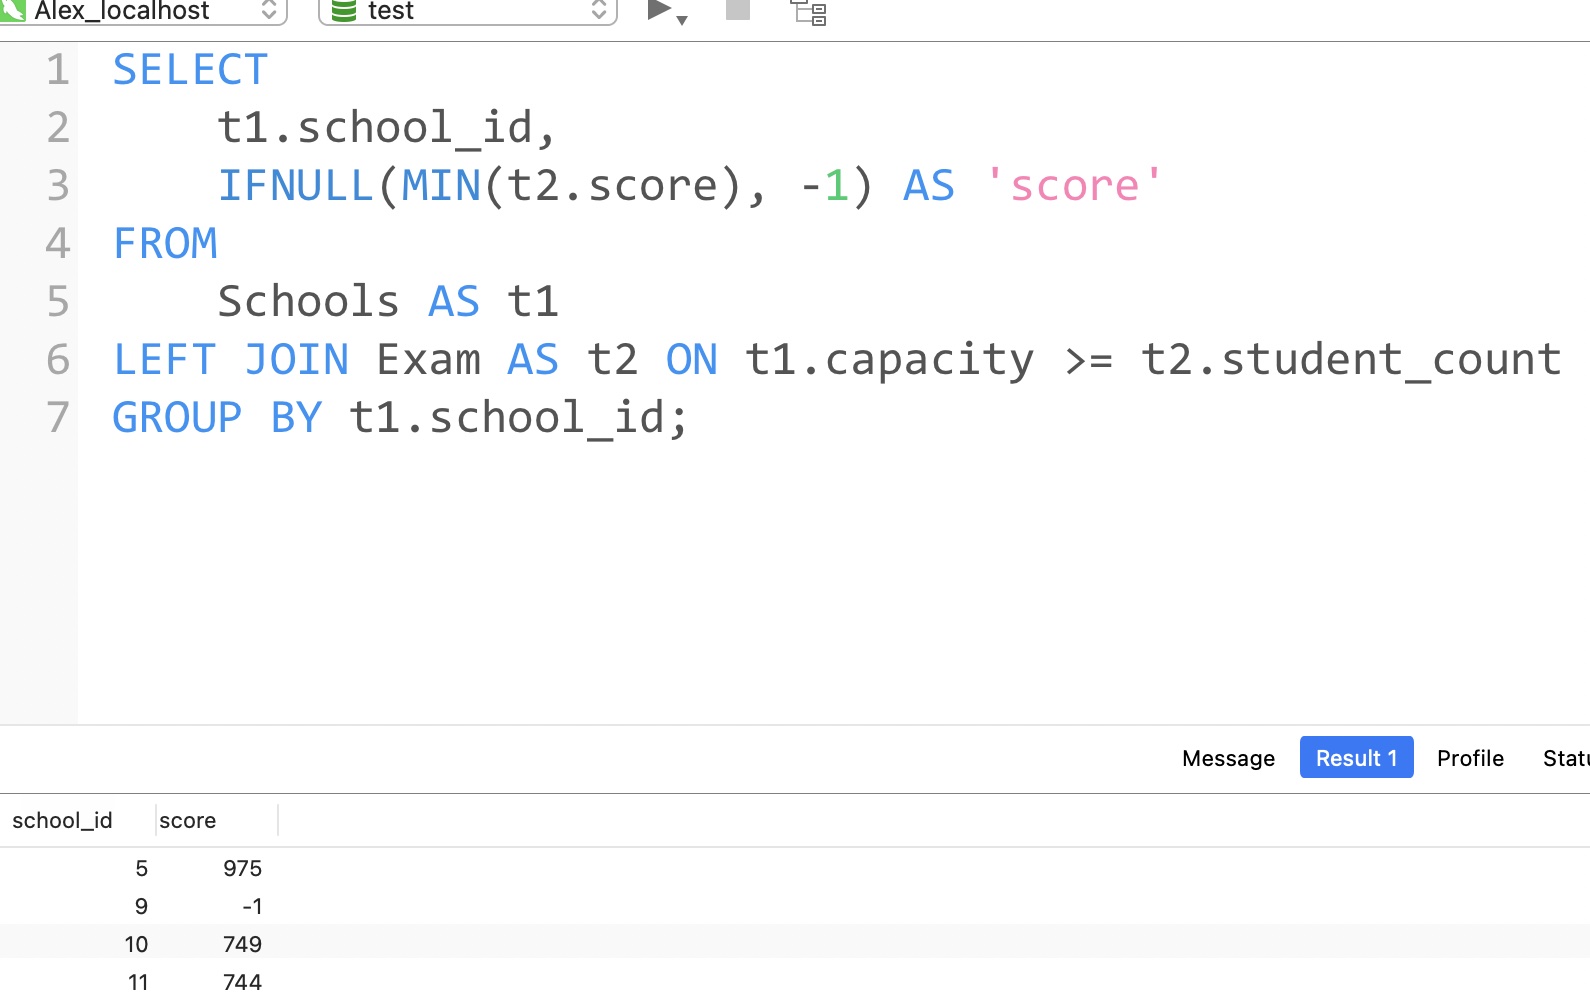 Alex_localhost test
1 SELECT
2 t1.school_id,
3 IFNULL(MIN(t2.score), -1) AS 'score'
4 FROM
5 Schools AS t1
6 LEFT JOIN Exam AS t2 ON t1.capacity >= t2.student_count
7 GROUP BY t1.school_id;
Message Result 1 Profile
school_id score
5 975
9 -1
10 749
11 744